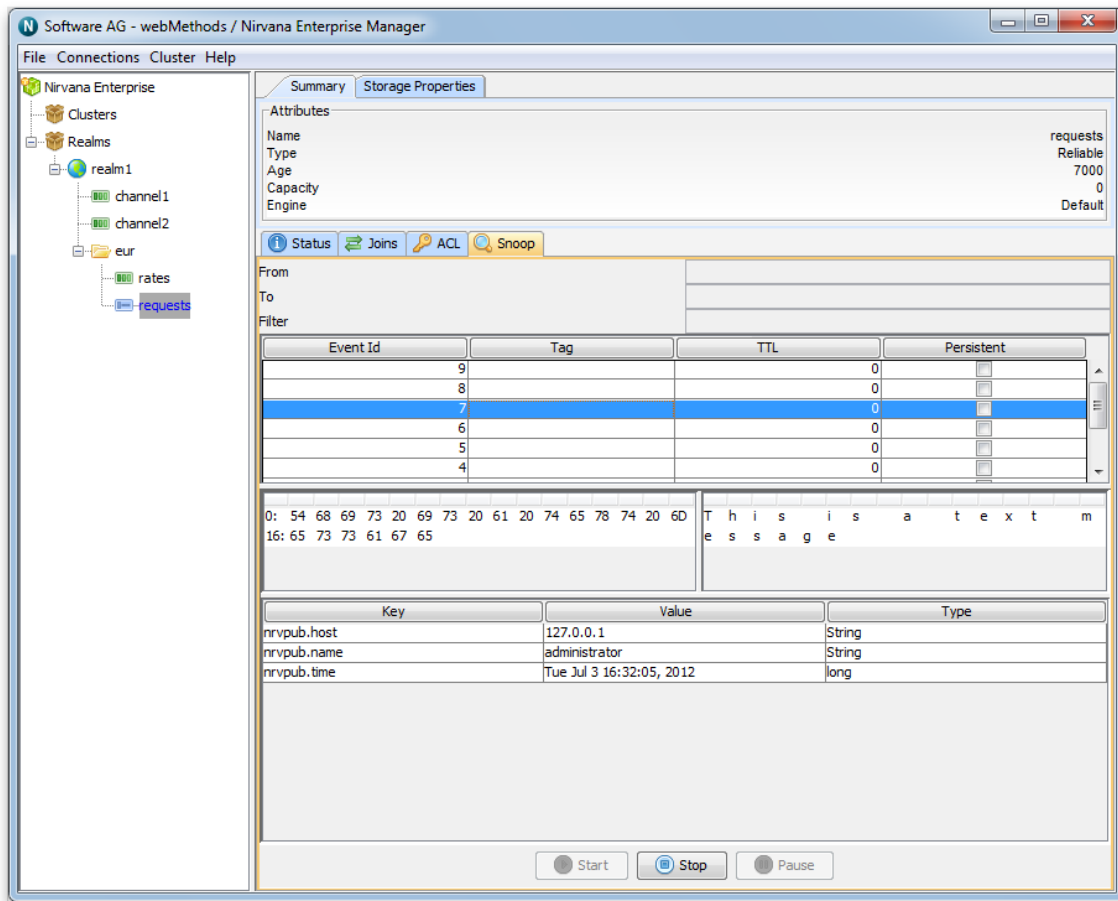 Software AG - webMethods / Nirvana Enterprise Manager
File Connections Cluster Help
Nirvana Enterprise
Clusters
Realms
realm1
channel1
channel2
eur
rates
requests
Summary Storage Properties
Attributes
Name requests
Type Reliable
Age 7000
Capacity 0
Engine Default
Status Joins ACL Snoop
From
To
Filter
Event Id Tag TTL Persistent
9 0
8 0
7 0
6 0
5 0
4 0
0: 54 68 69 73 20 69 73 20 61 20 74 65 78 74 20 6D T h i s i s a t e x t m
16: 65 73 73 61 67 65 e s s a g e
Key Value Type
nrvpub.host 127.0.0.1 String
nrvpub.name administrator String
nrvpub.time Tue Jul 3 16:32:05, 2012 long
Start Stop Pause